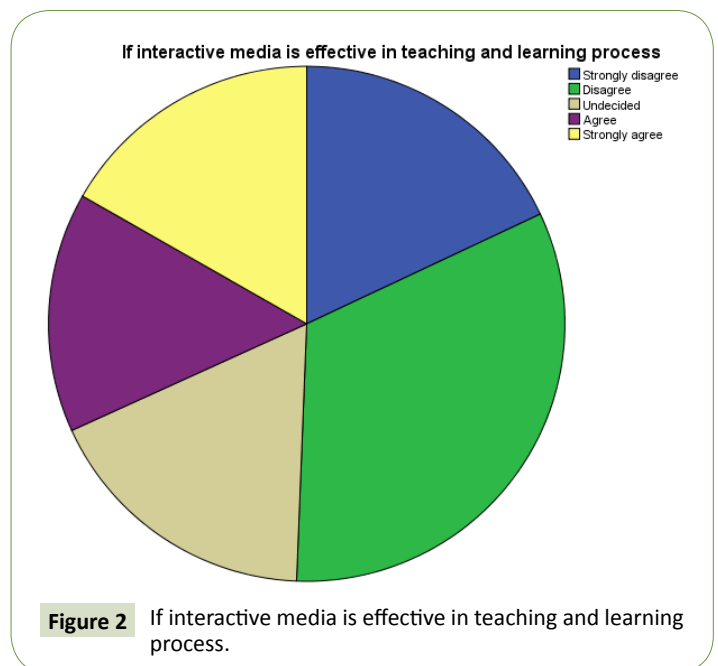 If interactive media is effective in teaching and learning process
Strongly disagree
Disagree
Undecided
Agree
Strongly agree
Figure 2 If interactive media is effective in teaching and learning
process.